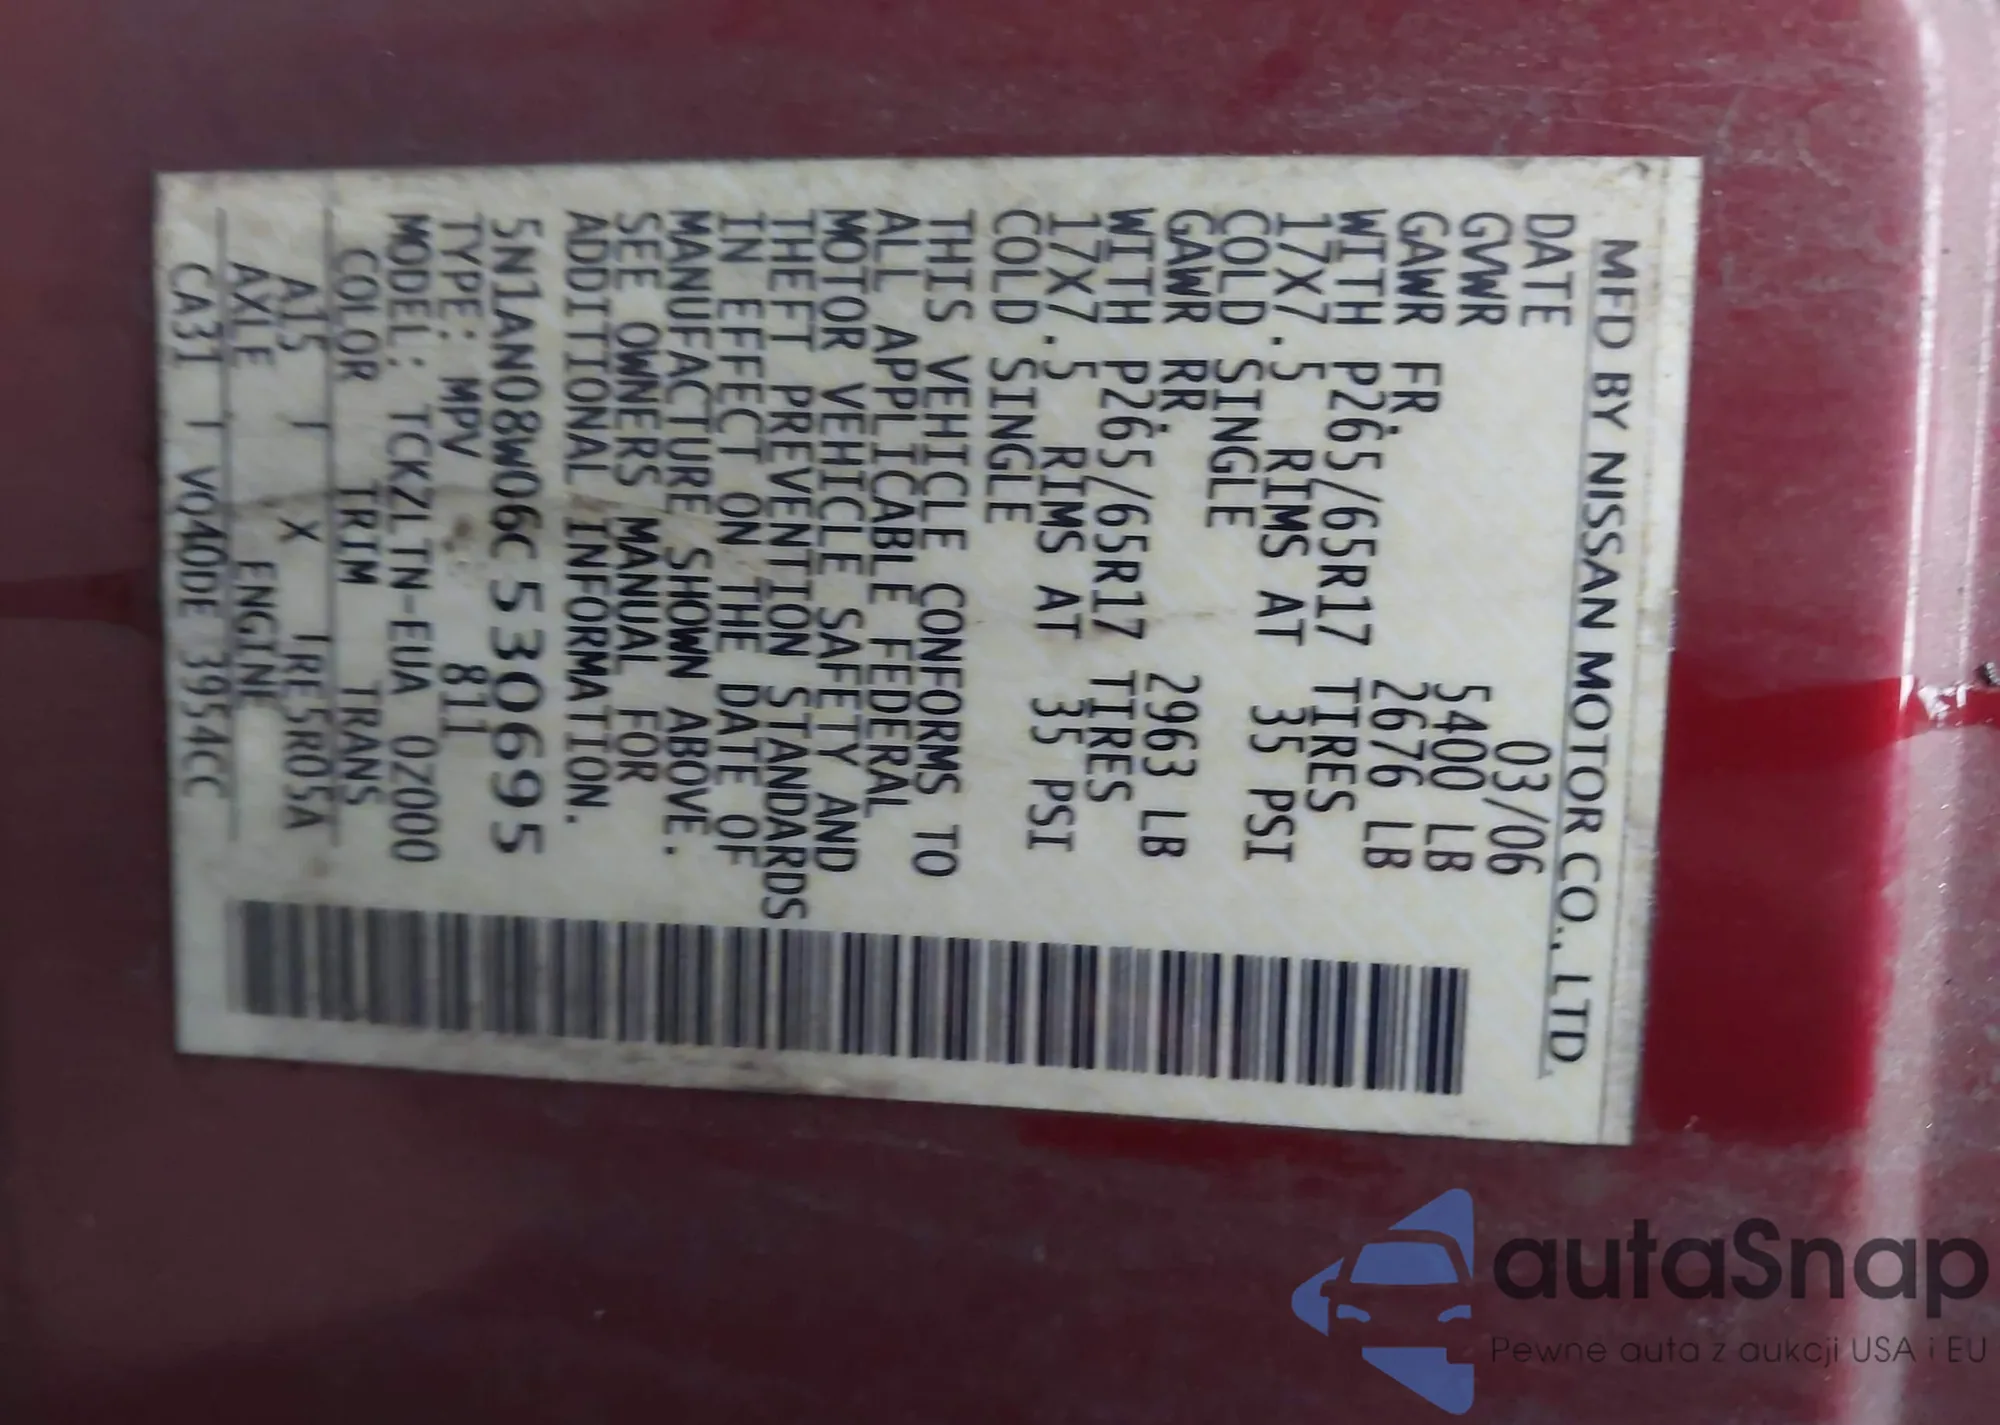 MFD BY NISSAN MOTOR CO., LTD.
DATE 03/06
GVWR 5400 LB
GAWR FR. 2676 LB
WITH P265/65R17 TIRES
17X7.5 RIMS AT 35 PSI
COLD SINGLE
GAWR RR. 2963 LB
WITH P265/65R17 TIRES
17X7.5 RIMS AT 35 PSI
COLD SINGLE
THIS VEHICLE CONFORMS TO
ALL APPLICABLE FEDERAL
MOTOR VEHICLE SAFETY AND
THEFT PREVENTION STANDARDS
IN EFFECT ON THE DATE OF
MANUFACTURE SHOWN ABOVE.
SEE OWNERS MANUAL FOR
ADDITIONAL INFORMATION.
5N1AN08W06C530695
TYPE: MPV 811
MODEL: TCKZLTN-EUA 0Z000
COLOR TRIM TRANS
A15 | X |RE5R05A
AXLE ENGINE
CA31 | VQ40DE 3954CC
autaSnap
Pewne auta z aukcji USA i EU